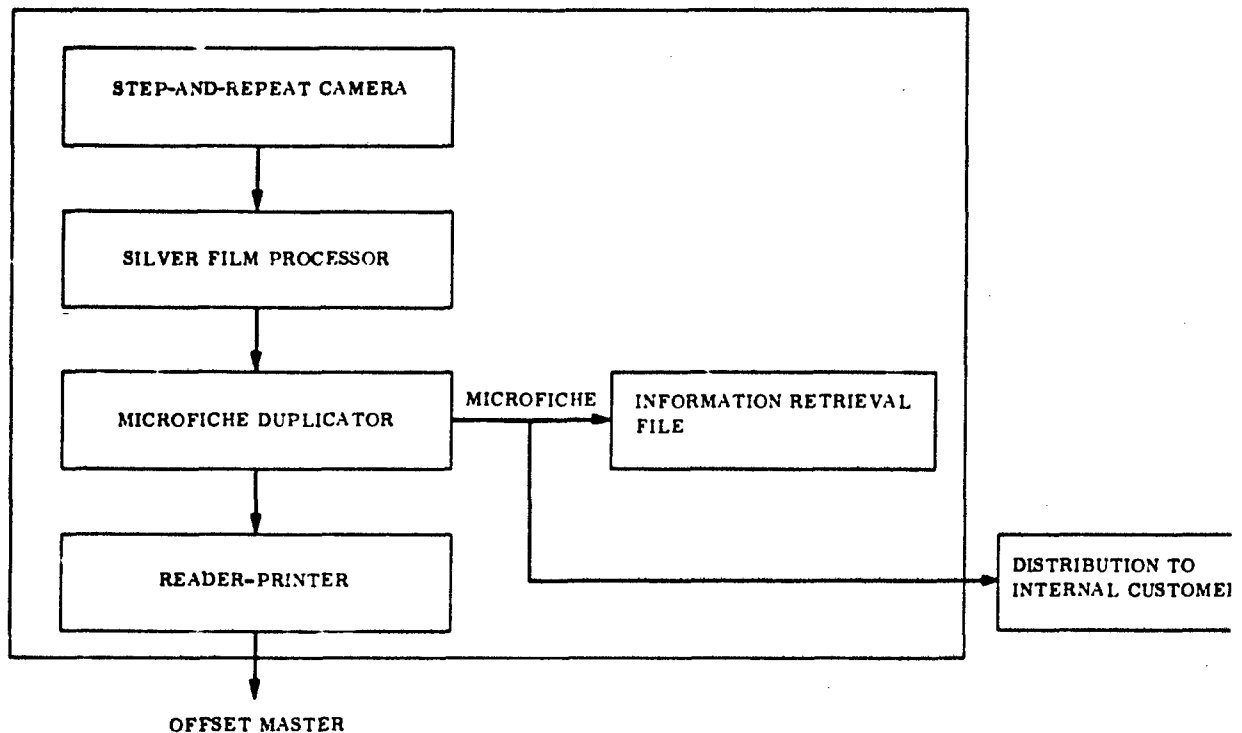 STEP-AND-REPEAT CAMERA
SILVER FILM PROCESSOR
MICROFICHE DUPLICATOR
MICROFICHE
INFORMATION RETRIEVAL
FILE
READER-PRINTER
DISTRIBUTION TO
INTERNAL
OFFSET MASTER